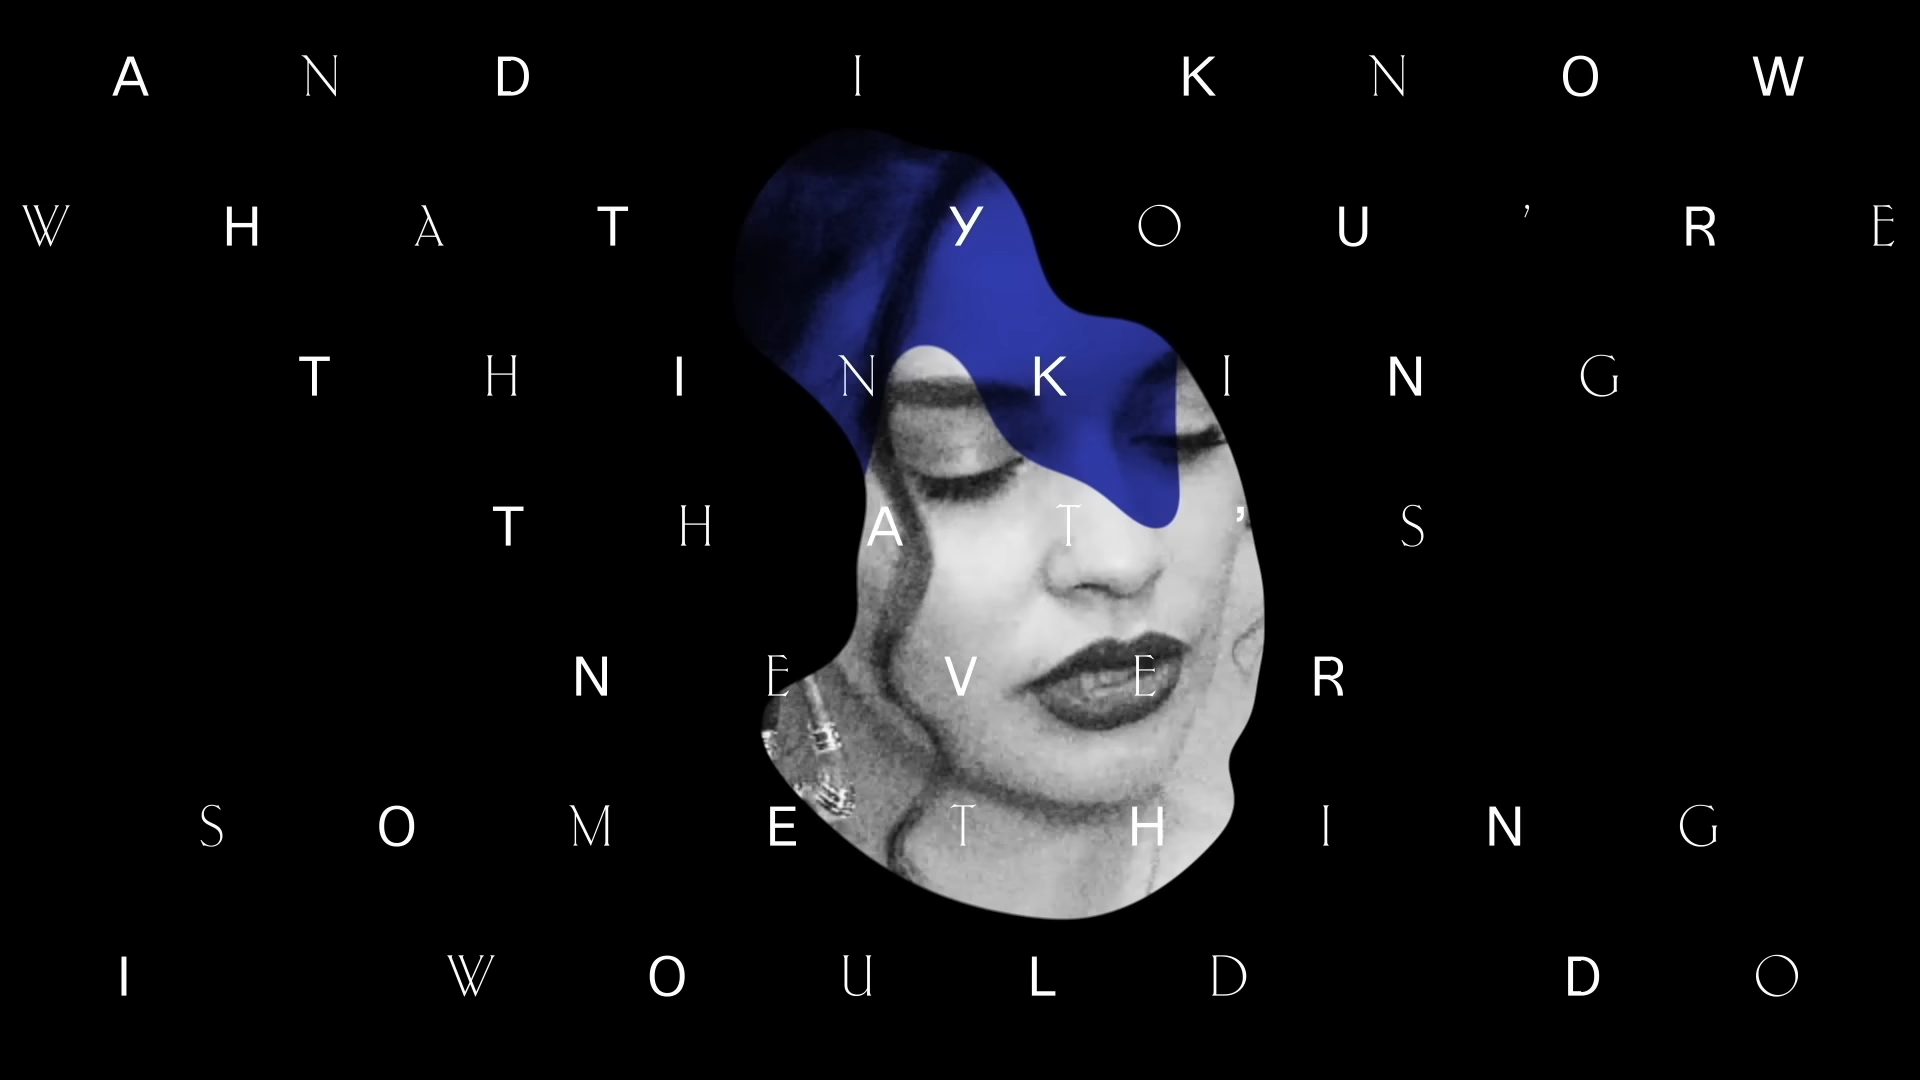 AND I KNOW
WHAT YOU’RE
THINKING
THAT’S
NEVER
SOMETHING
I WOULD DO